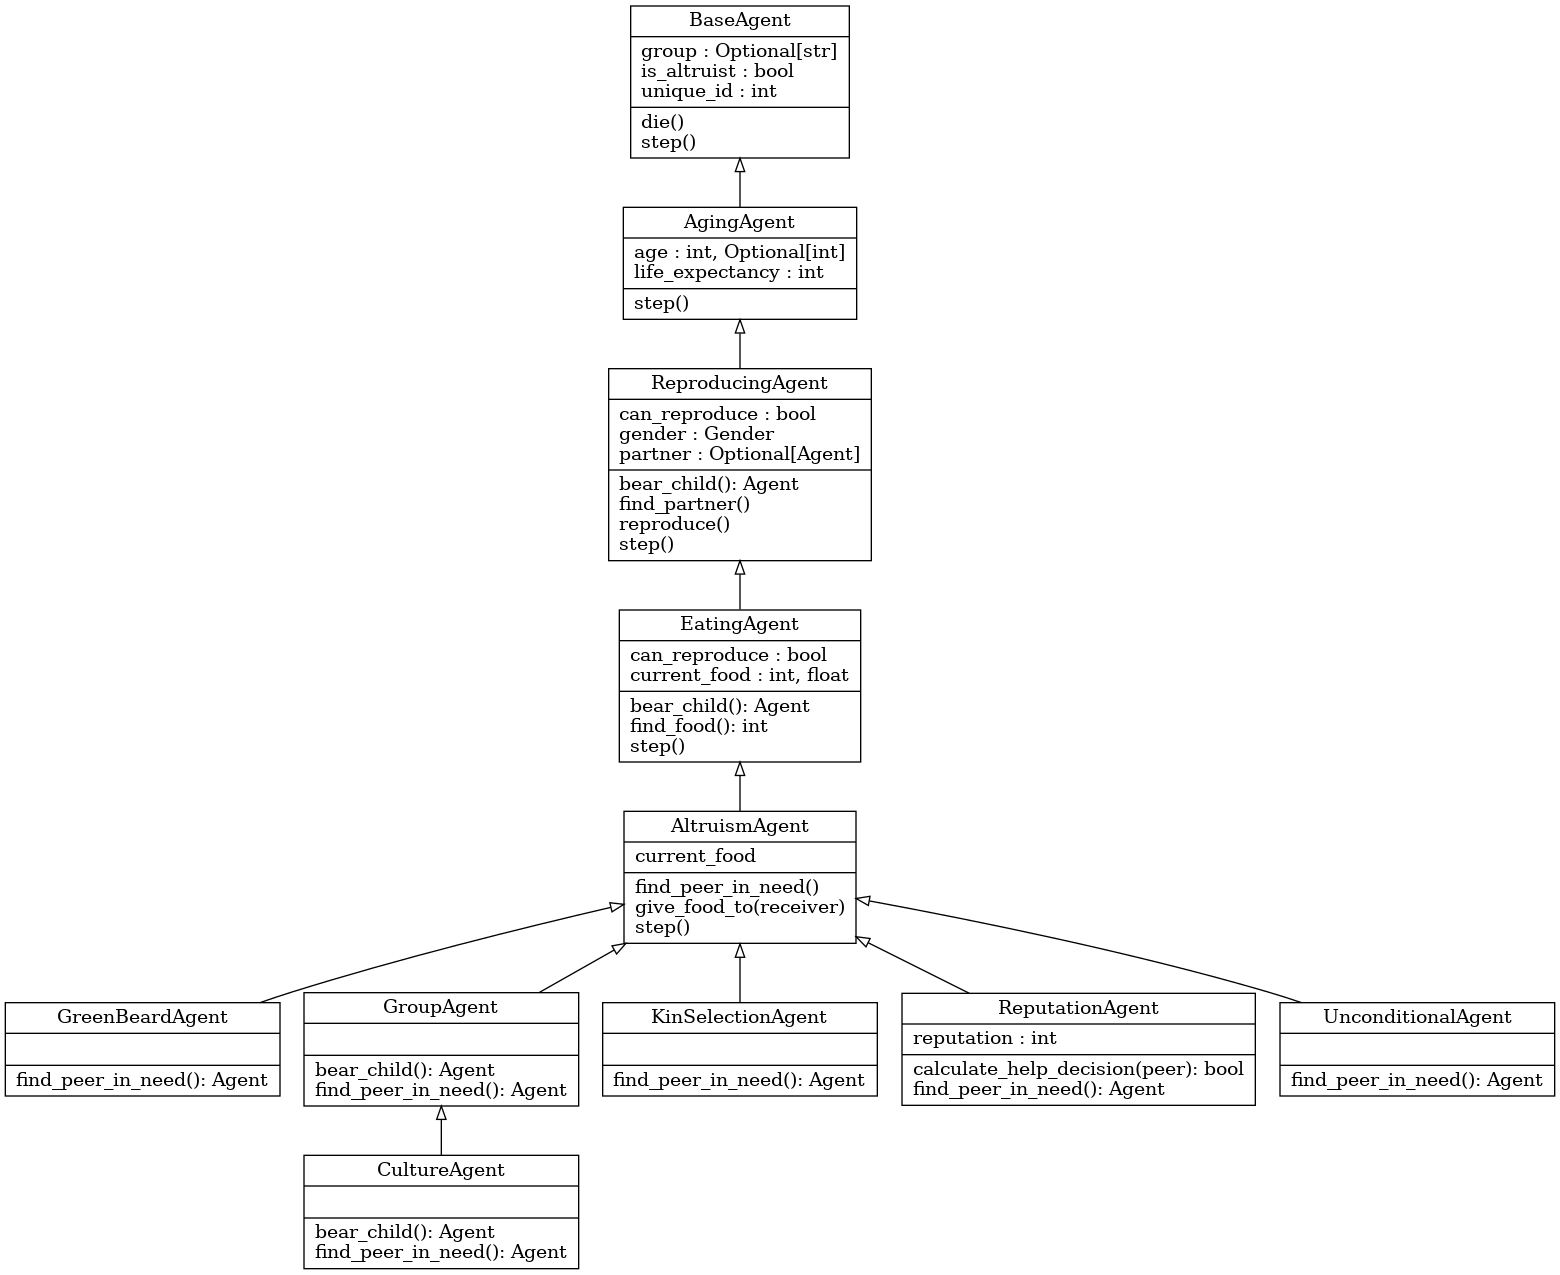 BaseAgent
group : Optional[str]
is_altruist : bool
unique_id : int
die()
step()
AgingAgent
age : int, Optional[int]
life_expectancy : int
step()
ReproducingAgent
can_reproduce : bool
gender : Gender
partner : Optional[Agent]
bear_child(): Agent
find_partner()
reproduce()
step()
EatingAgent
can_reproduce : bool
current_food : int, float
bear_child(): Agent
find_food(): int
step()
AltruismAgent
current_food
find_peer_in_need()
give_food_to(receiver)
step()
GreenBeardAgent
find_peer_in_need(): Agent
GroupAgent
bear_child(): Agent
find_peer_in_need(): Agent
KinSelectionAgent
find_peer_in_need(): Agent
ReputationAgent
reputation : int
calculate_help_decision(peer): bool
find_peer_in_need(): Agent
UnconditionalAgent
find_peer_in_need(): Agent
CultureAgent
bear_child(): Agent
find_peer_in_need(): Agent